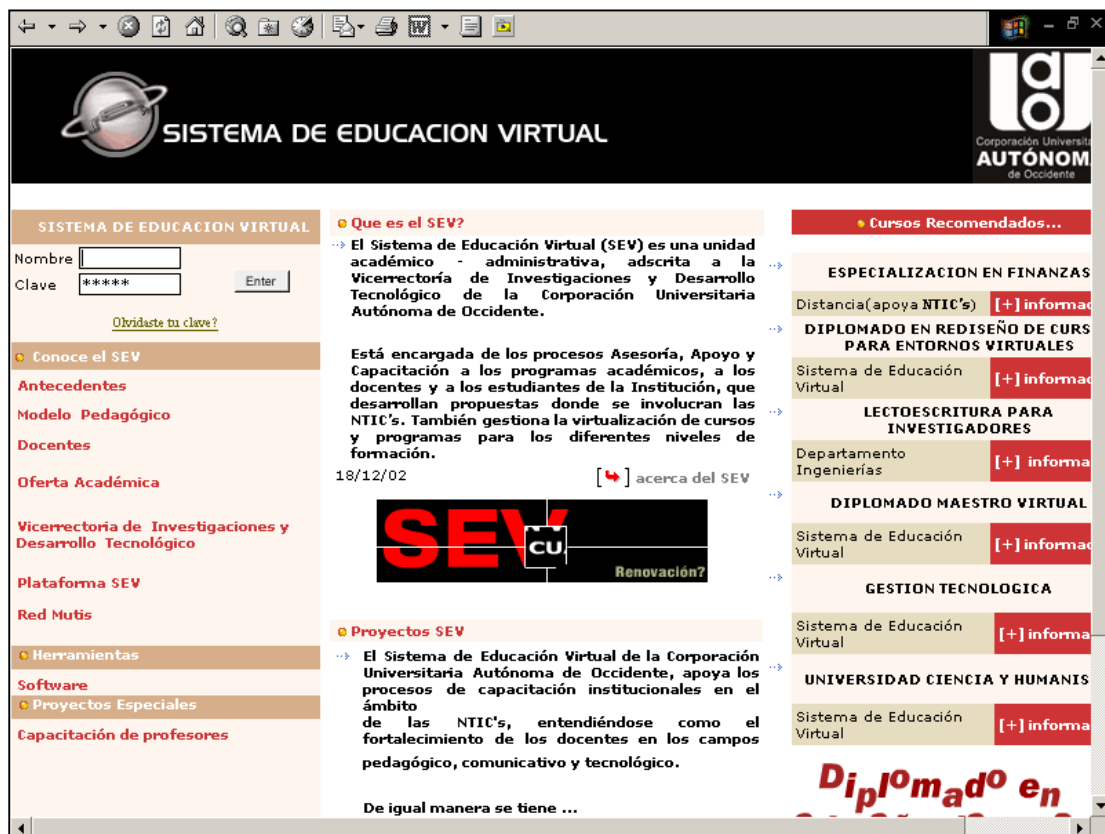 SISTEMA DE EDUCACION VIRTUAL
Corporación Universita
AUTÓNOM
de Occidente
SISTEMA DE EDUCACION VIRTUAL
Nombre
Clave *****
Enter
Olvidaste tu clave?
Conoce el SEV
Antecedentes
Modelo Pedagógico
Docentes
Oferta Académica
Vicerrectoria de Investigaciones y
Desarrollo Tecnológico
Plataforma SEV
Red Mutis
Herramientas
Software
Proyectos Especiales
Capacitación de profesores
Que es el SEV?
El Sistema de Educación Virtual (SEV) es una unidad
académico - administrativa, adscrita a la
Vicerrectoría de Investigaciones y Desarrollo
Tecnológico de la Corporación Universitaria
Autónoma de Occidente.
Está encargada de los procesos Asesoría, Apoyo y
Capacitación a los programas académicos, a los
docentes y a los estudiantes de la Institución, que
desarrollan propuestas donde se involucran las
NTIC's. También gestiona la virtualización de cursos
y programas para los diferentes niveles de
formación.
18/12/02 [ ] acerca del SEV
SEV
CU.
Renovación?
Proyectos SEV
El Sistema de Educación Virtual de la Corporación
Universitaria Autónoma de Occidente, apoya los
procesos de capacitación institucionales en el
ámbito
de las NTIC's, entendiéndose como el
fortalecimiento de los docentes en los campos
pedagógico, comunicativo y tecnológico.
De igual manera se tiene ...
Cursos Recomendados...
ESPECIALIZACION EN FINANZAS
Distancia(apoya NTIC's) [+] informac
DIPLOMADO EN REDISEÑO DE CURS
PARA ENTORNOS VIRTUALES
Sistema de Educación
Virtual [+] informac
LECTOESCRITURA PARA
INVESTIGADORES
Departamento
Ingenierías [+] informa
DIPLOMADO MAESTRO VIRTUAL
Sistema de Educación
Virtual [+] informac
GESTION TECNOLOGICA
Sistema de Educación
Virtual [+] informa
UNIVERSIDAD CIENCIA Y HUMANIS
Sistema de Educación
Virtual [+] informa
Diplomado en